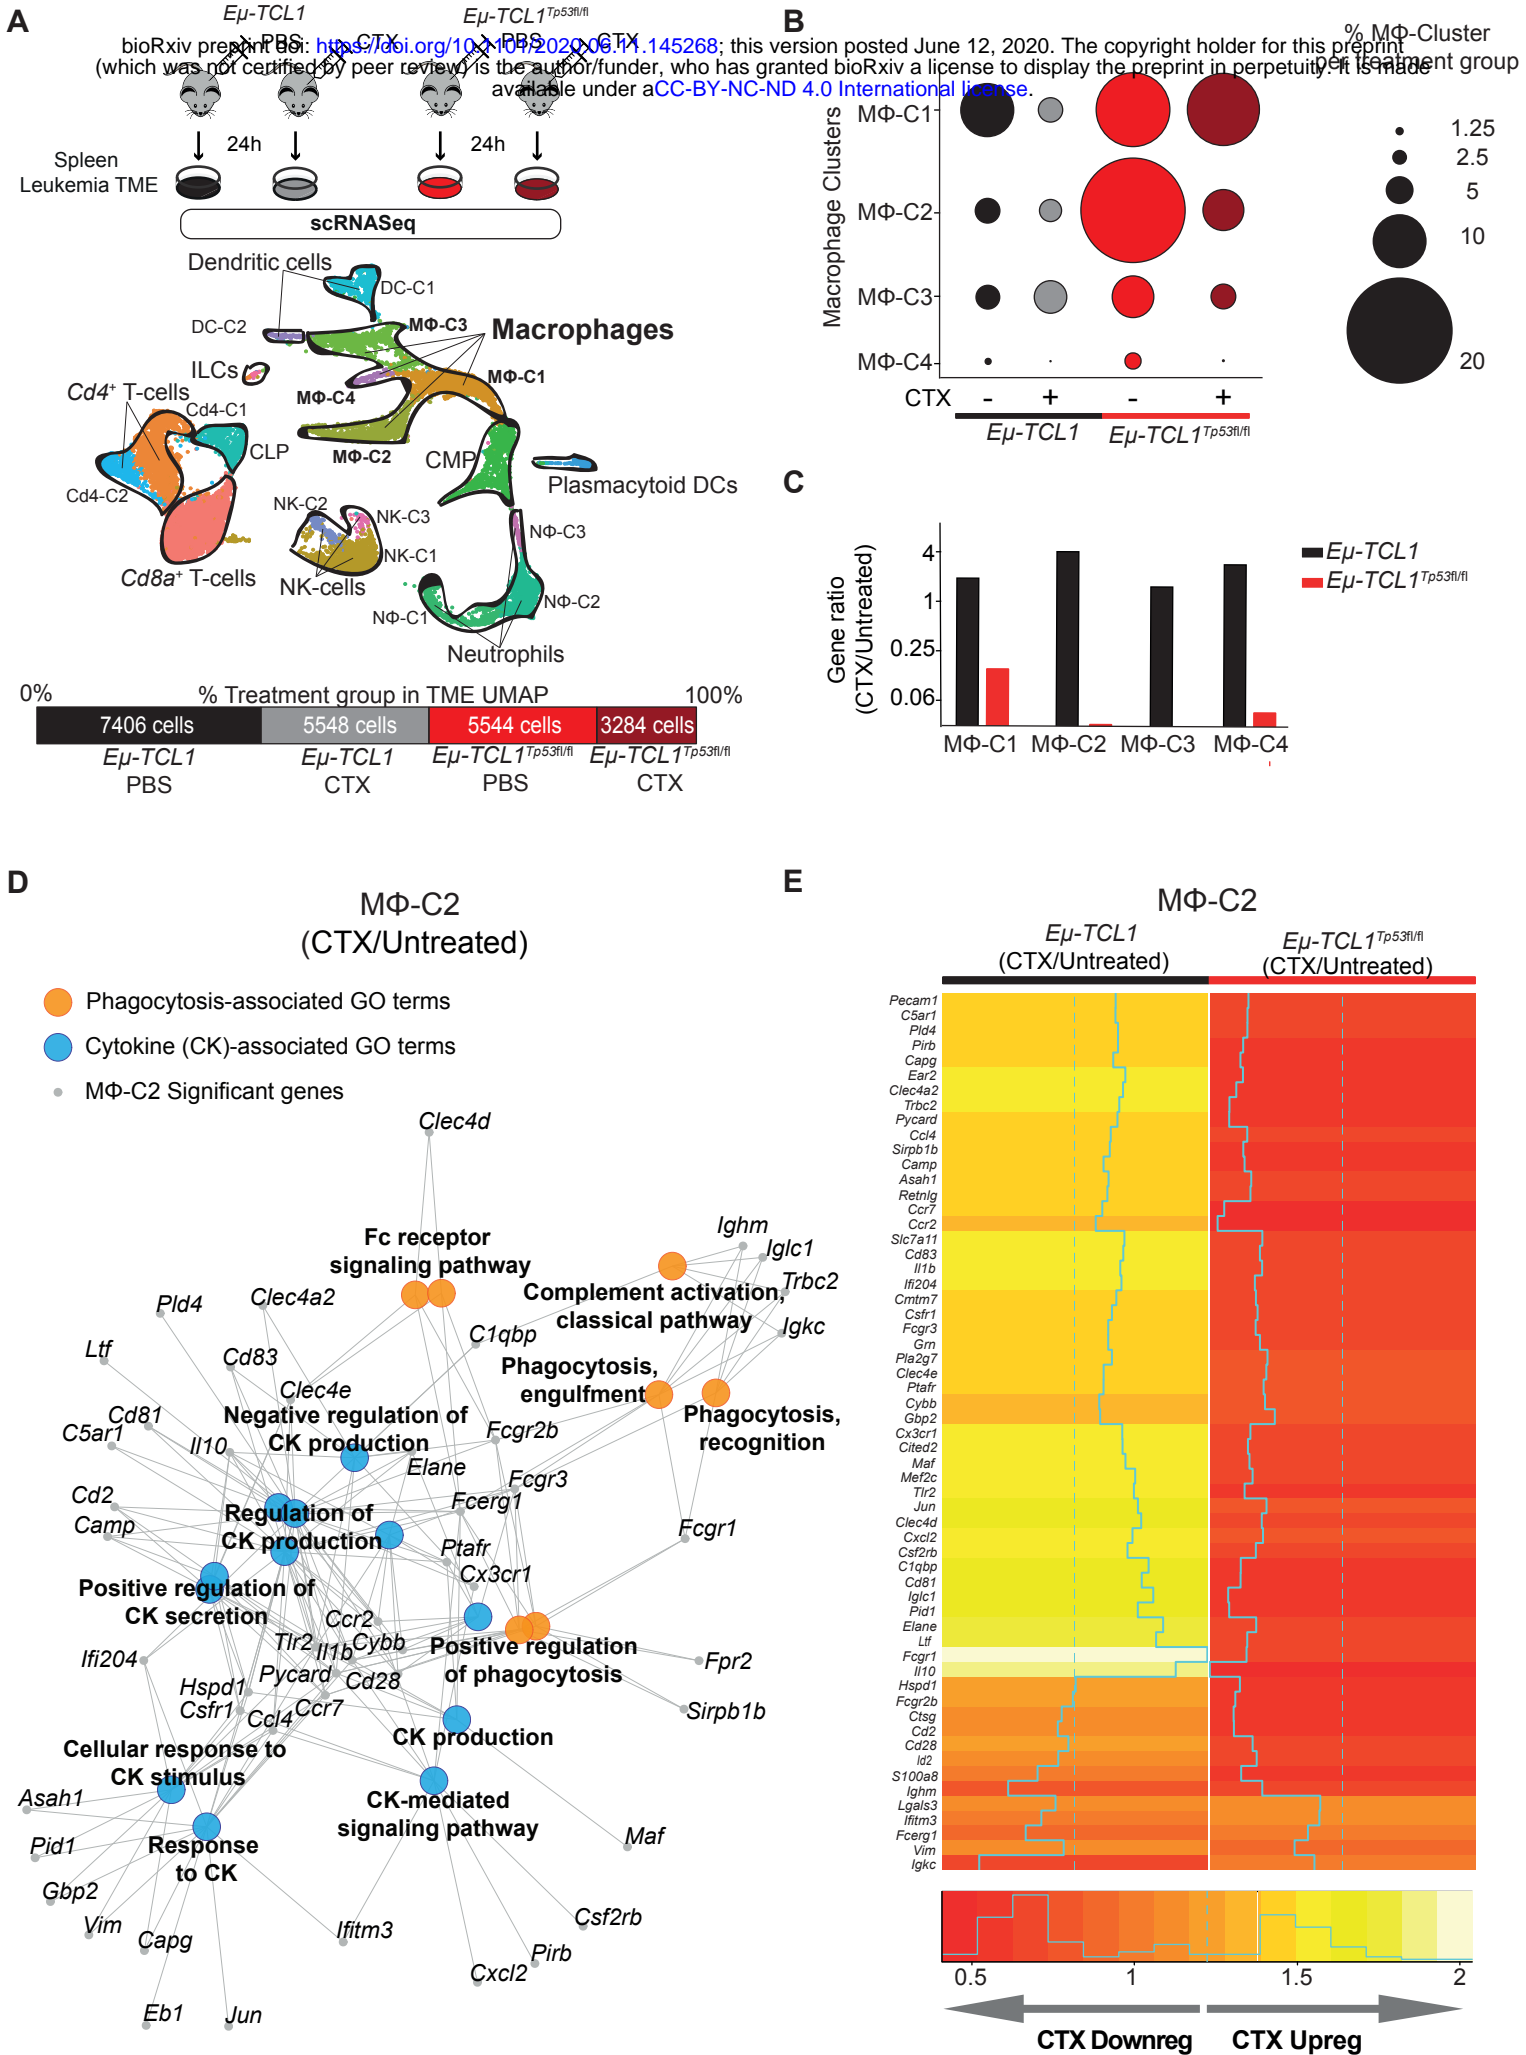 A
Eµ-TCL1
Eµ-TCL1Tp53fl/fl
PBS
CTX
PBS
CTX
bioRxiv preprint doi: https://doi.org/10.1101/2020.06.11.145268; this version posted June 12, 2020. The copyright holder for this preprint
(which was not certified by peer review) is the author/funder, who has granted bioRxiv a license to display the preprint in perpetuity. It is made
available under aCC-BY-NC-ND 4.0 International license.
24h
24h
Spleen
Leukemia TME
scRNASeq
Dendritic cells
DC-C1
DC-C2
MΦ-C3
Macrophages
ILCs
MΦ-C1
Cd4+ T-cells
MΦ-C4
Cd4-C1
CLP
MΦ-C2
CMP
Cd4-C2
Plasmacytoid DCs
NK-C2
NK-C3
NΦ-C3
NK-C1
Cd8a+ T-cells
NK-cells
NΦ-C1
NΦ-C2
Neutrophils
0%
% Treatment group in TME UMAP
100%
7406 cells
5548 cells
5544 cells
3284 cells
Eµ-TCL1
Eµ-TCL1
Eµ-TCL1Tp53fl/fl
Eµ-TCL1Tp53fl/fl
PBS
CTX
PBS
CTX
B
% MΦ-Cluster
per treatment group
Macrophage Clusters
MΦ-C1
MΦ-C2
MΦ-C3
MΦ-C4
CTX
-
+
-
+
Eµ-TCL1
Eµ-TCL1Tp53fl/fl
1.25
2.5
5
10
20
C
Gene ratio
(CTX/Untreated)
4
1
0.25
0.06
MΦ-C1
MΦ-C2
MΦ-C3
MΦ-C4
Eµ-TCL1
Eµ-TCL1Tp53fl/fl
D
MΦ-C2
(CTX/Untreated)
Phagocytosis-associated GO terms
Cytokine (CK)-associated GO terms
MΦ-C2 Significant genes
Clec4d
Fc receptor
signaling pathway
Ighm
Iglc1
Trbc2
Igkc
Complement activation,
classical pathway
Pld4
Clec4a2
C1qbp
Ltf
Cd83
Phagocytosis,
engulfment
Clec4e
Phagocytosis,
recognition
Negative regulation of
CK production
Cd81
C5ar1
Il10
Fcgr2b
Elane
Fcgr3
Cd2
Fcerg1
Camp
Regulation of
CK production
Fcgr1
Ptafr
Cx3cr1
Positive regulation of
CK secretion
Ccr2
Tlr2
Il1b
Cybb
Positive regulation
of phagocytosis
Ifi204
Pycard
Cd28
Fpr2
Hspd1
Csfr1
Ccl4
Ccr7
Sirpb1b
CK production
Cellular response to
CK stimulus
Asah1
CK-mediated
signaling pathway
Pid1
Response
to CK
Maf
Gbp2
Vim
Capg
Ifitm3
Csf2rb
Pirb
Cxcl2
Eb1
Jun
E
MΦ-C2
Eµ-TCL1
(CTX/Untreated)
Eµ-TCL1Tp53fl/fl
(CTX/Untreated)
Pecam1
C5ar1
Pld4
Pirb
Capg
Ear2
Clec4a2
Trbc2
Pycard
Ccl4
Sirpb1b
Camp
Asah1
Retnlg
Ccr7
Ccr2
Slc7a11
Cd83
Il1b
Ifi204
Cmtm7
Csfr1
Fcgr3
Grn
Pla2g7
Clec4e
Ptafr
Cybb
Gbp2
Cx3cr1
Cited2
Maf
Mef2c
Tlr2
Jun
Clec4d
Cxcl2
Csf2rb
C1qbp
Cd81
Iglc1
Pid1
Elane
Ltf
Fcgr1
Il10
Hspd1
Fcgr2b
Ctsg
Cd2
Cd28
Id2
S100a8
Ighm
Lgals3
Ifitm3
Fcerg1
Vim
Igkc
0.5
1
1.5
2
CTX Downreg
CTX Upreg